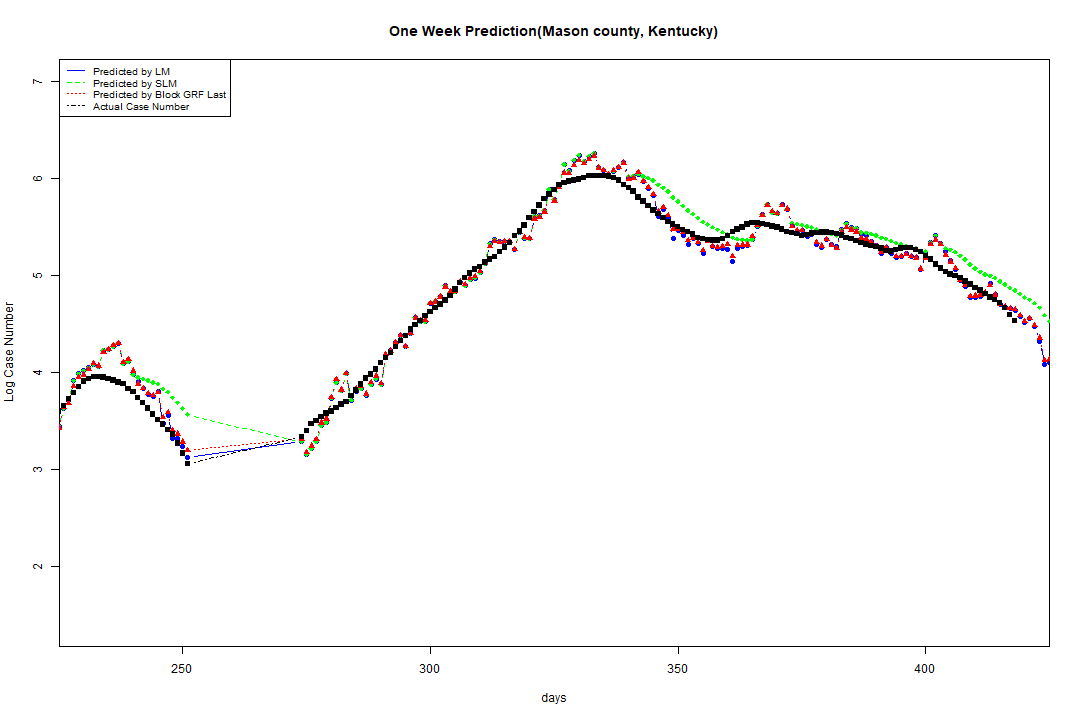 One Week Prediction(Mason county, Kentucky)
Predicted by LM
Predicted by SLM
Predicted by Block GRF Last
Actual Case Number
7
6
5
4
3
2
Log Case Number
250 300 350 400
days